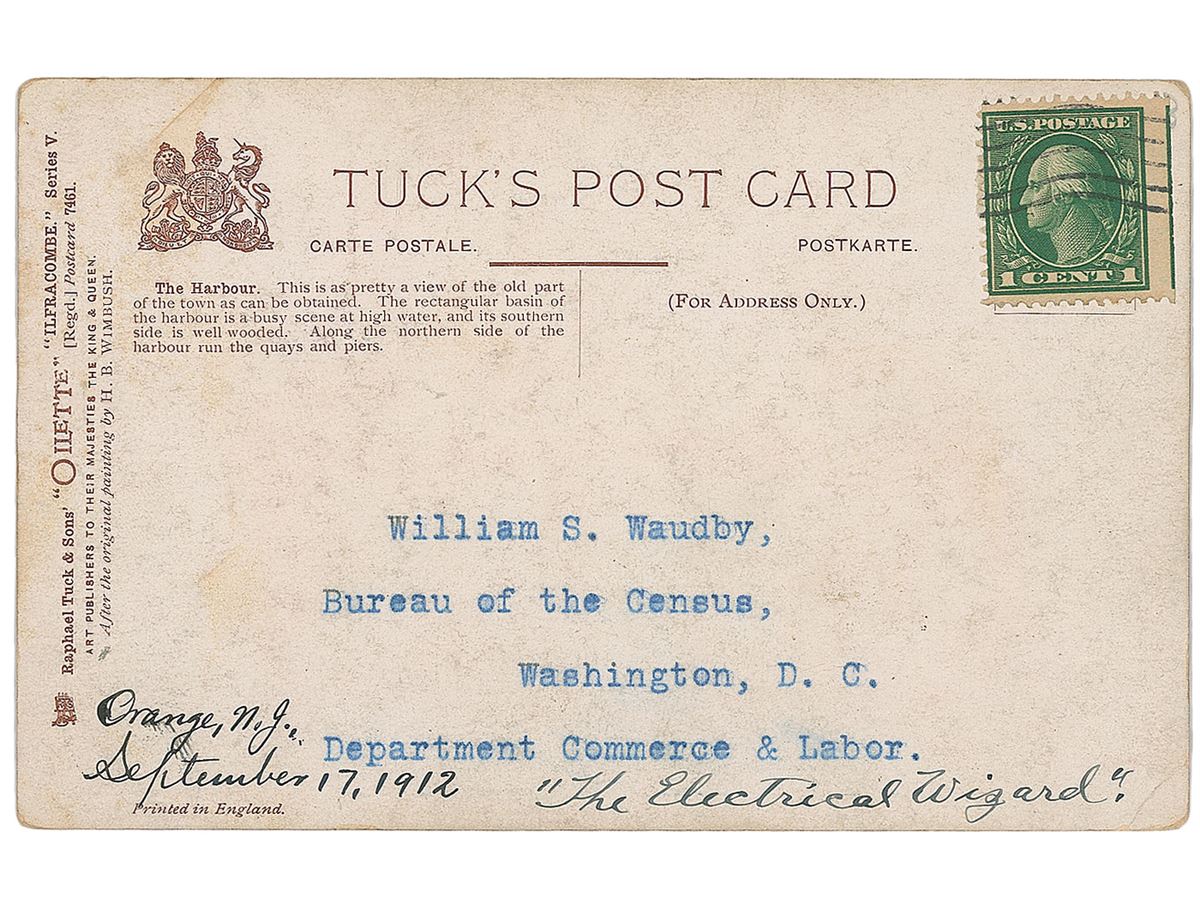 TUCK'S POST CARD
CARTE POSTALE.
POSTKARTE.
(FOR ADDRESS ONLY.)
The Harbour. This is as pretty a view of the old part
of the town as can be obtained. The rectangular basin of
the harbour is a busy scene at high water, and its southern
side is well wooded. Along the northern side of the
harbour run the quays and piers.
U.S. POSTAGE
1 CENT 1
Raphael Tuck & Sons' "OILETTE" "ILFRACOMBE." Series V.
[Regd.] Postcard 7461.
ART PUBLISHERS TO THEIR MAJESTIES THE KING & QUEEN.
After the original painting by H. B. WIMBUSH.
William S. Waudby,
Bureau of the Census,
Washington, D. C.
Department Commerce & Labor.
Orange, N.J.,
September 17, 1912
"The Electrical Wizard".
Printed in England.